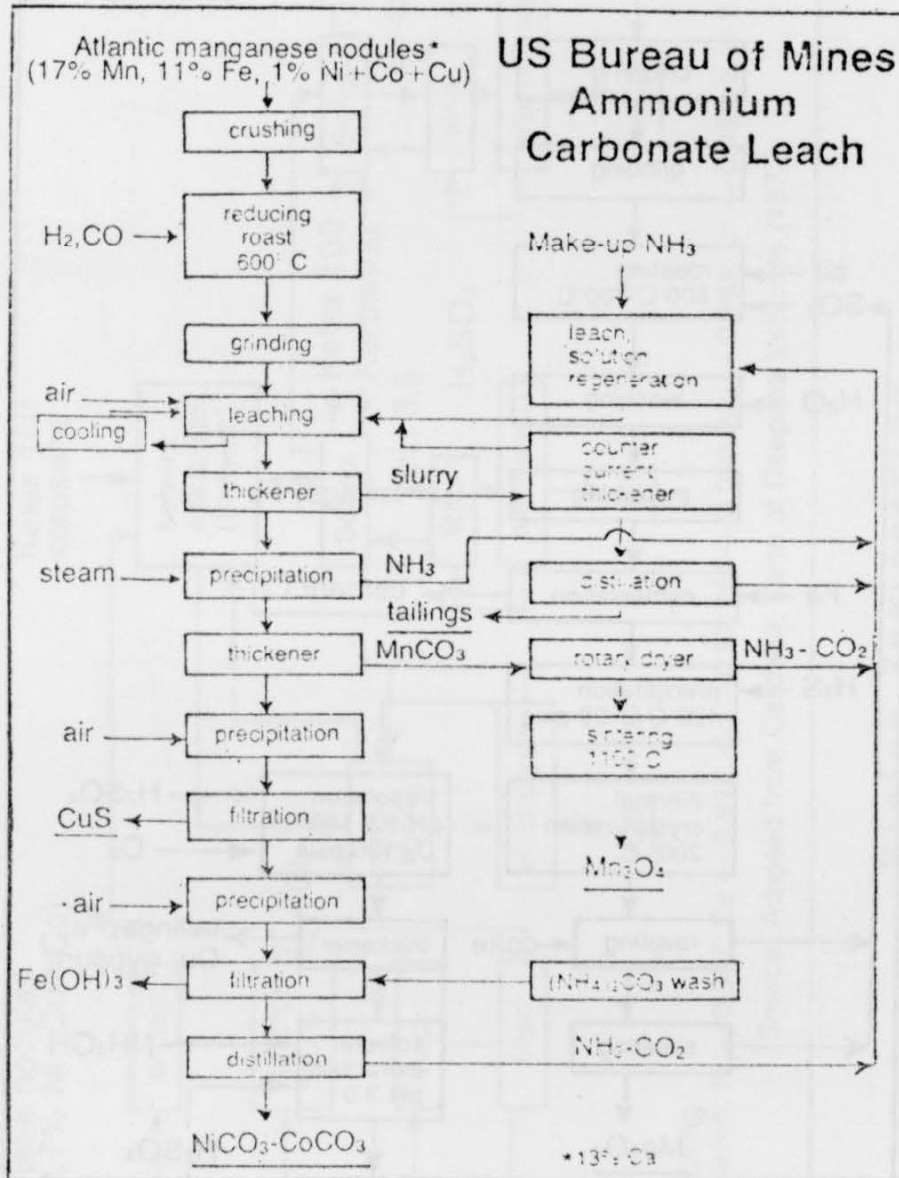 Atlantic manganese nodules*
(17% Mn, 11% Fe, 1% Ni+Co+Cu)
US Bureau of Mines
Ammonium
Carbonate Leach
crushing
H₂,CO
reducing
roast
600° C
grinding
air
leaching
cooling
thickener
slurry
steam
precipitation
NH₃
tailings
thickener
MnCO₃
air
precipitation
CuS
filtration
air
precipitation
Fe(OH)₃
filtration
distillation
NiCO₃-CoCO₃
Make-up NH₃
leach
solution
regeneration
counter
current
thickener
distillation
rotary dryer
NH₃-CO₂
sintering
C
Mn₃O₄
(NH₄)₂CO₃ wash
NH₃-CO₂